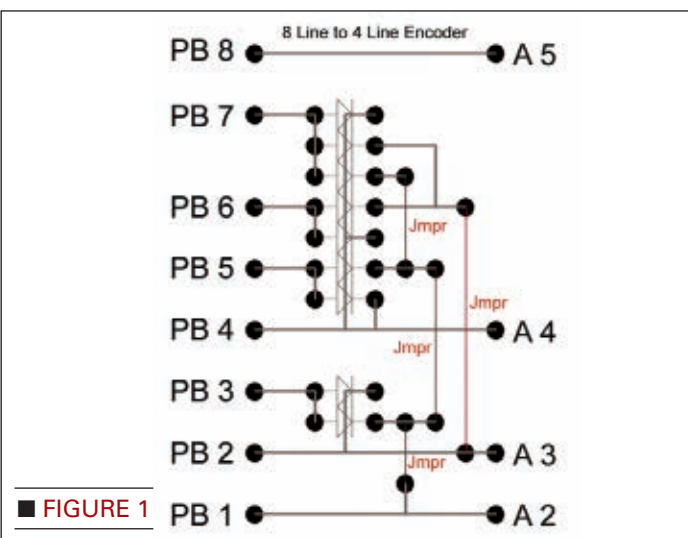 8 Line to 4 Line Encoder
PB 8 A 5
PB 7
PB 6
Jmpr
PB 5
Jmpr
PB 4 A 4
Jmpr
PB 3
PB 2 A 3
Jmpr
■ FIGURE 1
PB 1 A 2